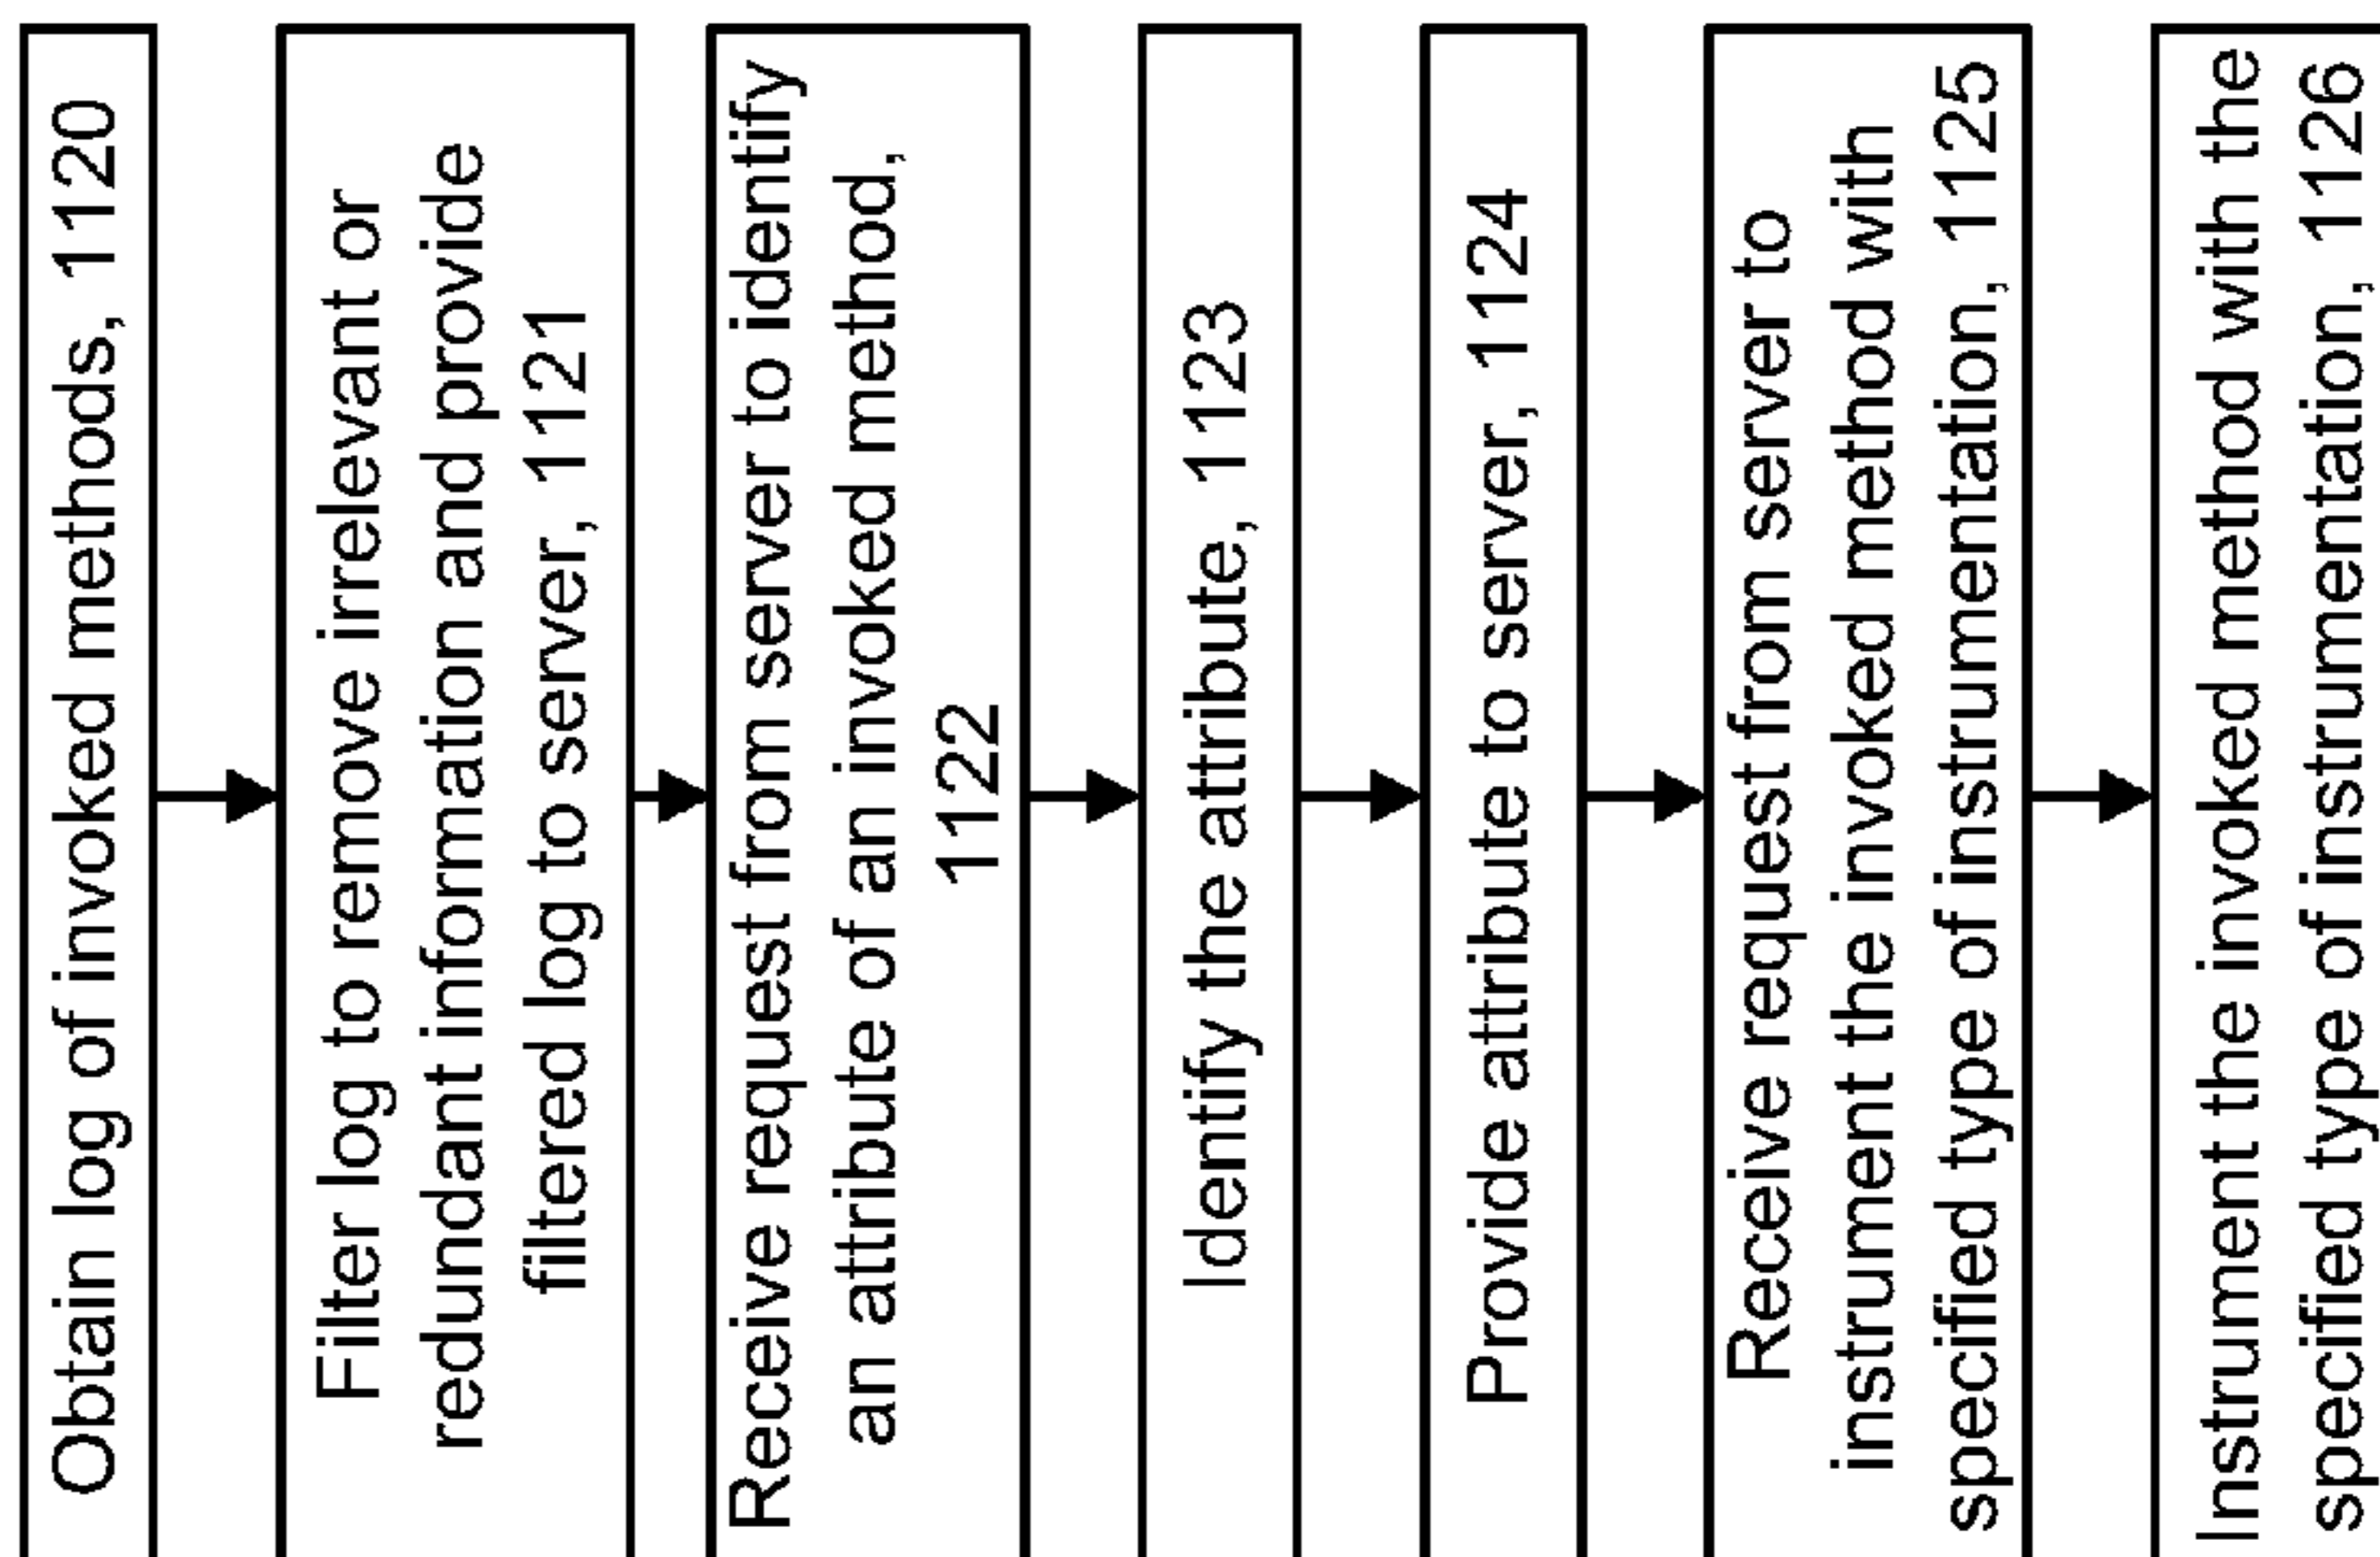 Obtain log of invoked methods, 1120
Filter log to remove irrelevant or
redundant information and provide
filtered log to server, 1121
Receive request from server to identify
an attribute of an invoked method,
1122
Identify the attribute, 1123
Provide attribute to server, 1124
Receive request from server to
instrument the invoked method with
specified type of instrumentation, 1125
Instrument the invoked method with the
specified type of instrumentation, 1126